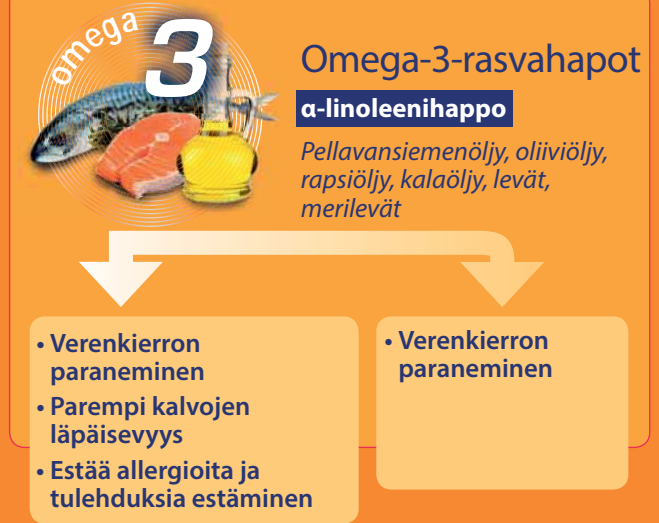 omega
3
Omega-3-rasvahapot
α-linoleenihappo
Pellavansiemenöljy, oliiviöljy,
rapsiöljy, kalaöljy, levät,
merilevät
• Verenkierron
paraneminen
• Parempi kalvojen
läpäisevyys
• Estää allergioita ja
tulehduksia estäminen
• Verenkierron
paraneminen